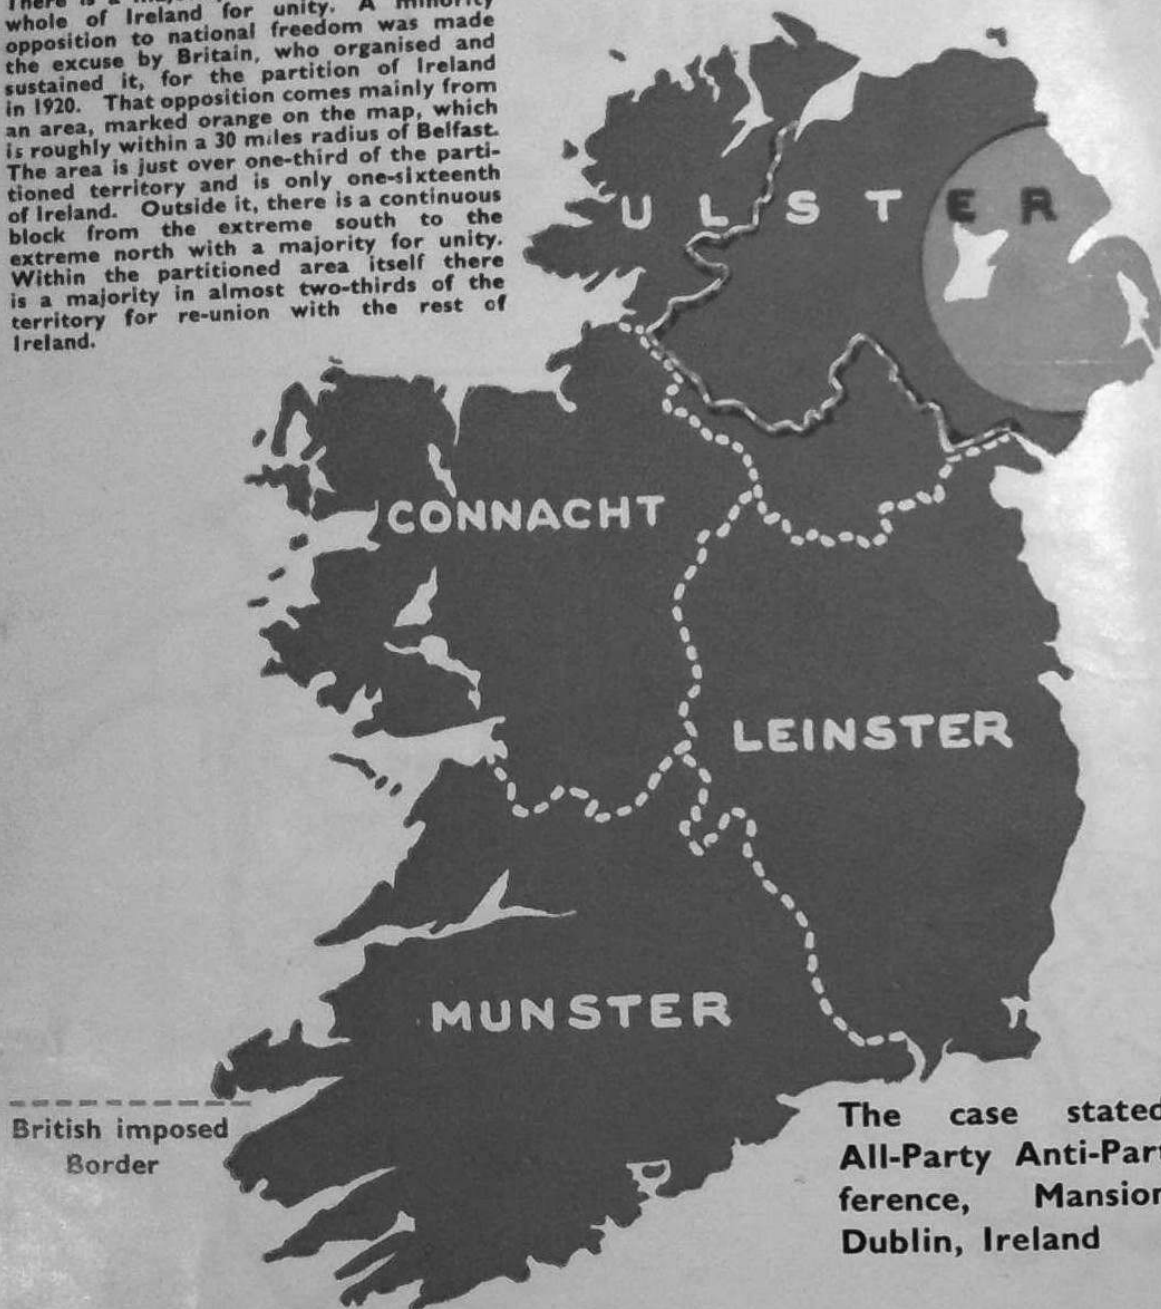 There is a
whole of Ireland for unity. A minority
opposition to national freedom was made
the excuse by Britain, who organised and
sustained it, for the partition of Ireland
in 1920. That opposition comes mainly from
an area, marked orange on the map, which
is roughly within a 30 miles radius of Belfast.
The area is just over one-third of the parti-
tioned territory and is only one-sixteenth
of Ireland. Outside it, there is a continuous
block from the extreme south to the
extreme north with a majority for unity.
Within the partitioned area itself there
is a majority in almost two-thirds of the
territory for re-union with the rest of
Ireland.
ULSTER
CONNACHT
LEINSTER
MUNSTER
British imposed
Border
The case stated
All-Party Anti-Par
ference, Mansion
Dublin, Ireland